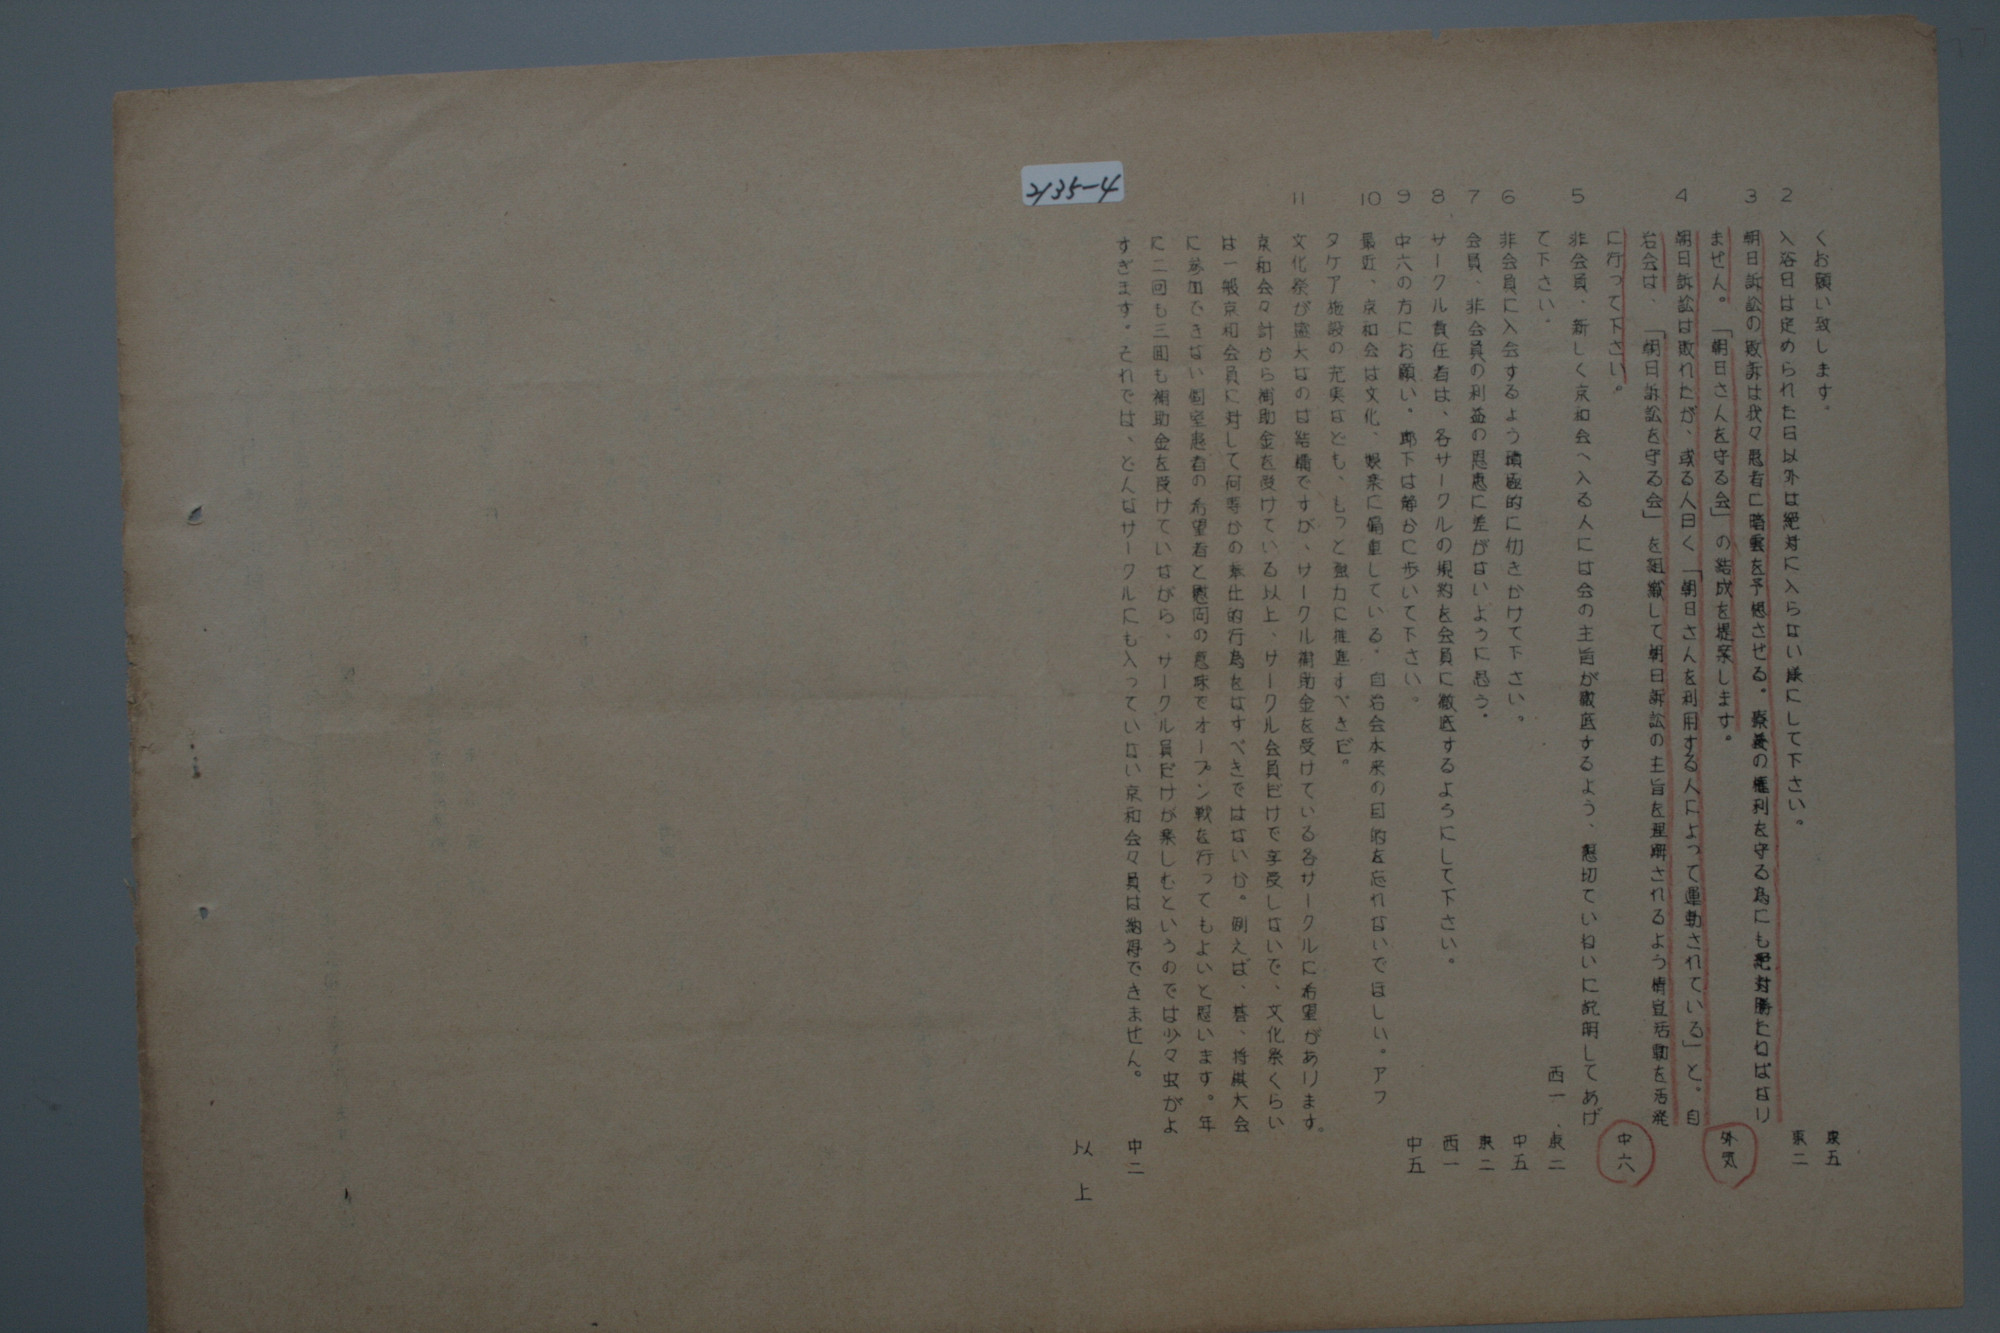 くお願い致します。
東五
2 入浴日は定められた日以外は絶対に入らない様にして下さい。
東二
3 朝日訴訟の敗訴は我々患者に暗雲を予想させる。療養の権利を守る為にも絶対勝たねばなり
ません。「朝日さんを守る会」の結成を提案します。
外気
4 朝日訴訟は敗れたが、或る人曰く「朝日さんを利用する人によって運動されている」と。自
治会は、「朝日訴訟を守る会」を組織して朝日訴訟の主旨を理解されるよう情宣活動を活発
に行って下さい。
中六
5 非会員、新しく京和会へ入る人には会の主旨が徹底するよう、懇切ていねいに説明してあげ
て下さい。
西一・東二
6 非会員に入会するよう積極的に仂きかけて下さい。
中五
7 会員、非会員の利益の恩恵に差がないように思う。
東二
8 サークル責任者は、各サークルの規約を会員に徹底するようにして下さい。
西一
9 中六の方にお願い。廊下は静かに歩いて下さい。
中五
10 最近、京和会は文化、娯楽に偏重している。自治会本来の目的を忘れないでほしい。アフ
タケア施設の充実なども、もっと強力に推進すべきだ。
11 文化祭が盛大なのは結構ですが、サークル補助金を受けている各サークルに希望があります。
京和会々計から補助金を受けている以上、サークル会員だけで享受しないで、文化祭くらい
は一般京和会員に対して何等かの奉仕的行為をなすべきではないか。例えば、碁、将棋大会
に参加できない個室患者の希望者と慰問の意味でオープン戦を行ってもよいと思います。年
に二回も三回も補助金を受けていながら、サークル員だけが楽しむというのでは少々虫がよ
すぎます。それでは、どんなサークルにも入っていない京和会々員は納得できません。
中二
以上
2135-4